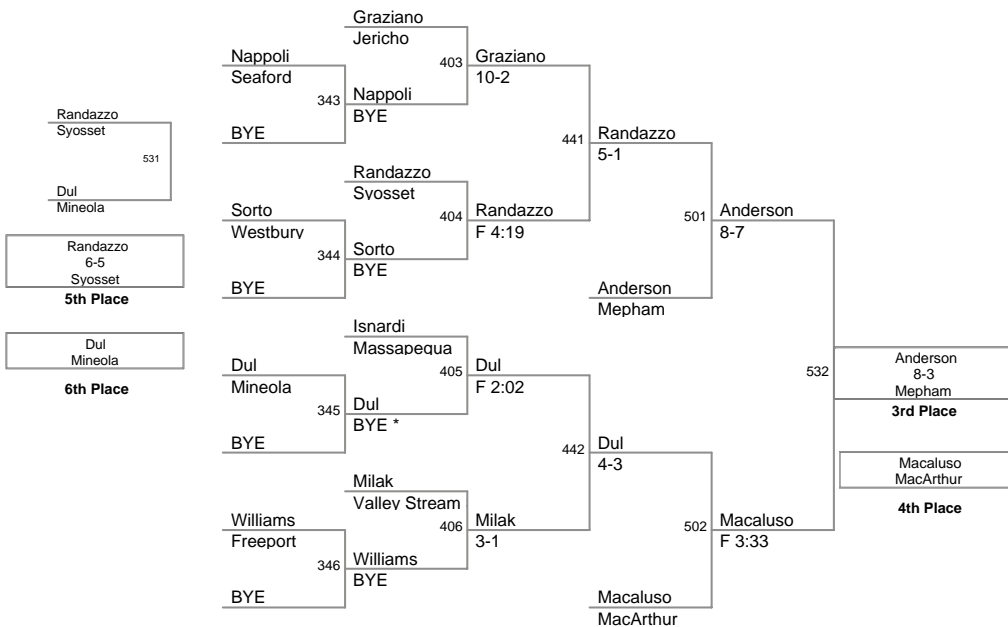 Graziano
Jericho
Nappoli
Seaford
403
Graziano
10-2
343
Nappoli
BYE
BYE
Randazzo
Syosset
531
Dul
Mineola
Randazzo
6-5
Syosset
5th Place
Dul
Mineola
6th Place
441
Randazzo
5-1
Randazzo
Syosset
Sorto
Westbury
404
Randazzo
F 4:19
344
Sorto
BYE
BYE
501
Anderson
8-7
Anderson
Mepham
Isnardi
Massapequa
Dul
Mineola
405
Dul
F 2:02
345
Dul
BYE *
BYE
442
Dul
4-3
Milak
Valley Stream
Williams
Freeport
406
Milak
3-1
346
Williams
BYE
BYE
502
Macaluso
F 3:33
Macaluso
MacArthur
532
Anderson
8-3
Mepham
3rd Place
Macaluso
MacArthur
4th Place